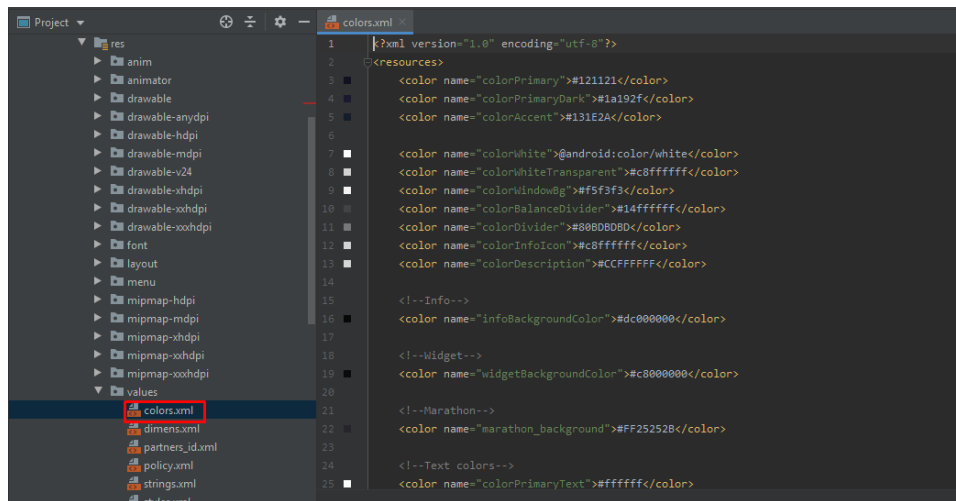 Project
colors.xml
res
anim
animator
drawable
drawable-anydpi
drawable-hdpi
drawable-mdpi
drawable-v24
drawable-xhdpi
drawable-xxhdpi
drawable-xxxhdpi
font
layout
menu
mipmap-hdpi
mipmap-mdpi
mipmap-xhdpi
mipmap-xxhdpi
mipmap-xxxhdpi
values
colors.xml
dimens.xml
partners_id.xml
policy.xml
strings.xml
styles.xml
1 <?xml version="1.0" encoding="utf-8"?>
2 <resources>
3 <color name="colorPrimary">#121121</color>
4 <color name="colorPrimaryDark">#1a192f</color>
5 <color name="colorAccent">#131E2A</color>
6
7 <color name="colorWhite">@android:color/white</color>
8 <color name="colorWhiteTransparent">#c8ffffff</color>
9 <color name="colorWindowBg">#f5f3f3</color>
10 <color name="colorBalanceDivider">#14ffffff</color>
11 <color name="colorDivider">#80BDBDBD</color>
12 <color name="colorInfoIcon">#c8ffffff</color>
13 <color name="colorDescription">#CCFFFFFF</color>
14
15 <!--Info-->
16 <color name="infoBackgroundColor">#dc000000</color>
17
18 <!--Widget-->
19 <color name="widgetBackgroundColor">#c8000000</color>
20
21 <!--Marathon-->
22 <color name="marathon_background">#FF25252B</color>
23
24 <!--Text colors-->
25 <color name="colorPrimaryText">#ffffff</color>